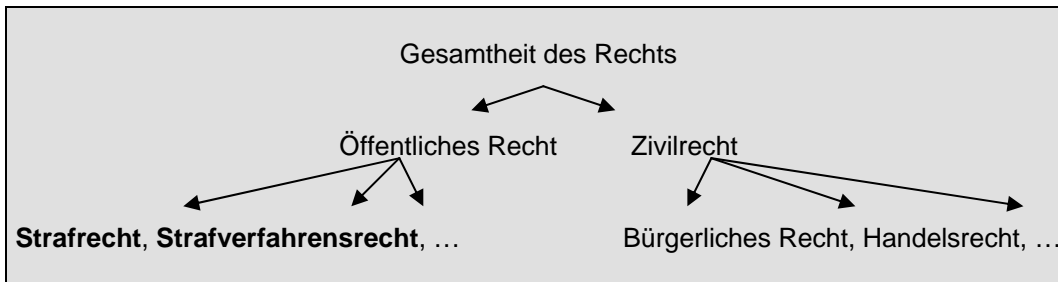 Gesamtheit des Rechts
Öffentliches Recht Zivilrecht
Strafrecht, Strafverfahrensrecht, … Bürgerliches Recht, Handelsrecht, …